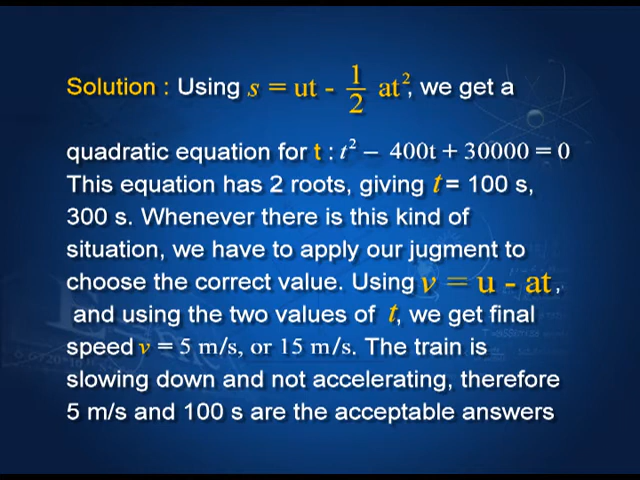 Solution : Using s = ut - 1/2 at², we get a
quadratic equation for t : t² – 400t + 30000 = 0
This equation has 2 roots, giving t = 100 s,
300 s. Whenever there is this kind of
situation, we have to apply our jugment to
choose the correct value. Using v = u - at,
and using the two values of t, we get final
speed v = 5 m/s, or 15 m/s. The train is
slowing down and not accelerating, therefore
5 m/s and 100 s are the acceptable answers